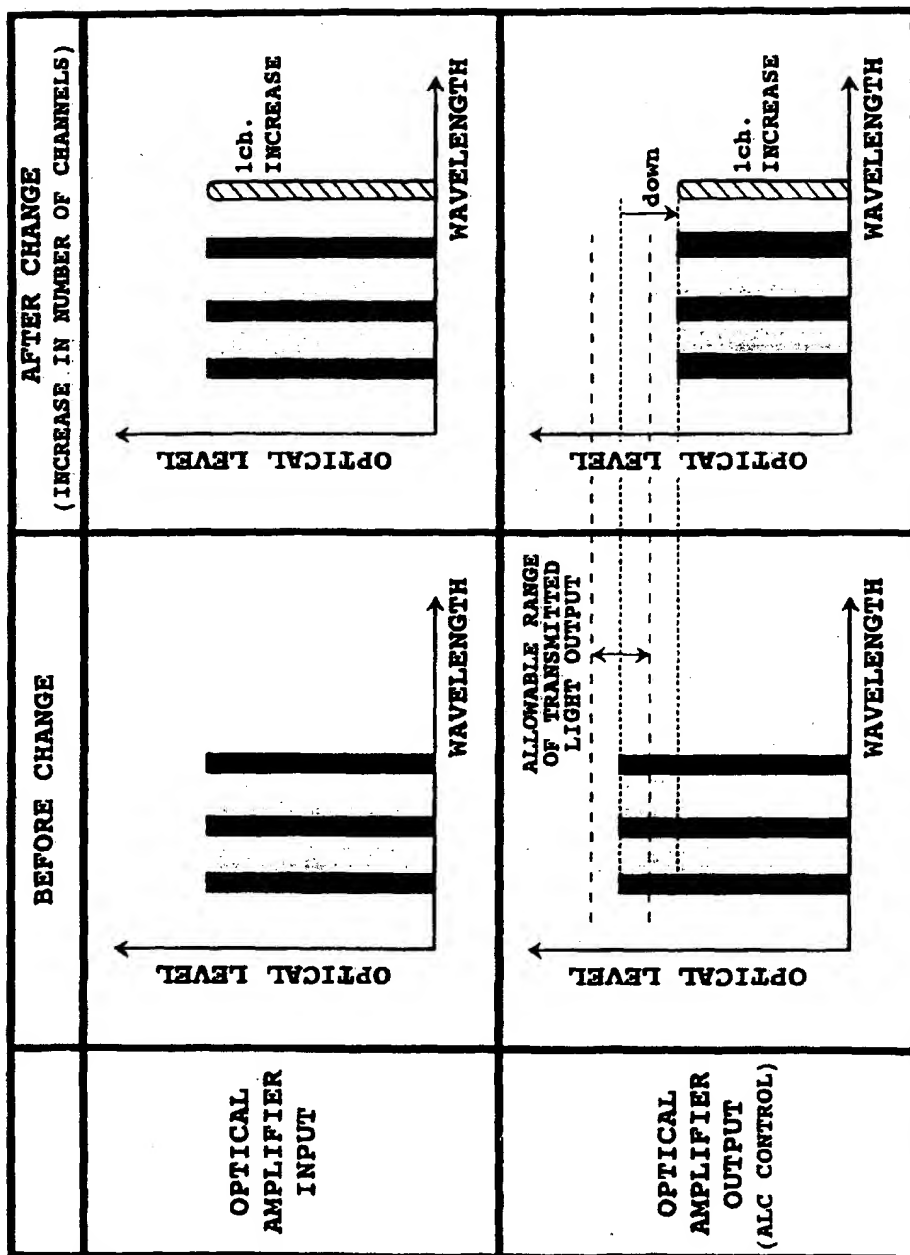 BEFORE CHANGE
AFTER CHANGE
(INCREASE IN NUMBER OF CHANNELS)
OPTICAL
AMPLIFIER
INPUT
OPTICAL LEVEL
WAVELENGTH
OPTICAL LEVEL
1ch.
INCREASE
WAVELENGTH
OPTICAL
AMPLIFIER
OUTPUT
(ALC CONTROL)
OPTICAL LEVEL
ALLOWABLE RANGE
OF TRANSMITTED
LIGHT OUTPUT
WAVELENGTH
OPTICAL LEVEL
down
1ch.
INCREASE
WAVELENGTH